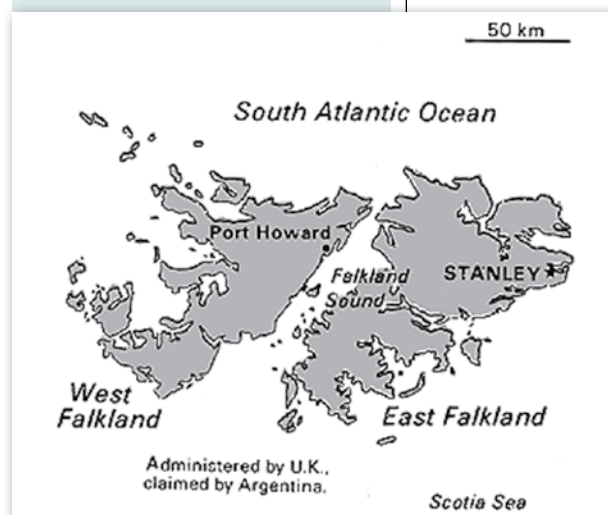 50 km
South Atlantic Ocean
Port Howard
Falkland
Sound
STANLEY
West
Falkland
East Falkland
Administered by U.K.,
claimed by Argentina.
Scotia Sea